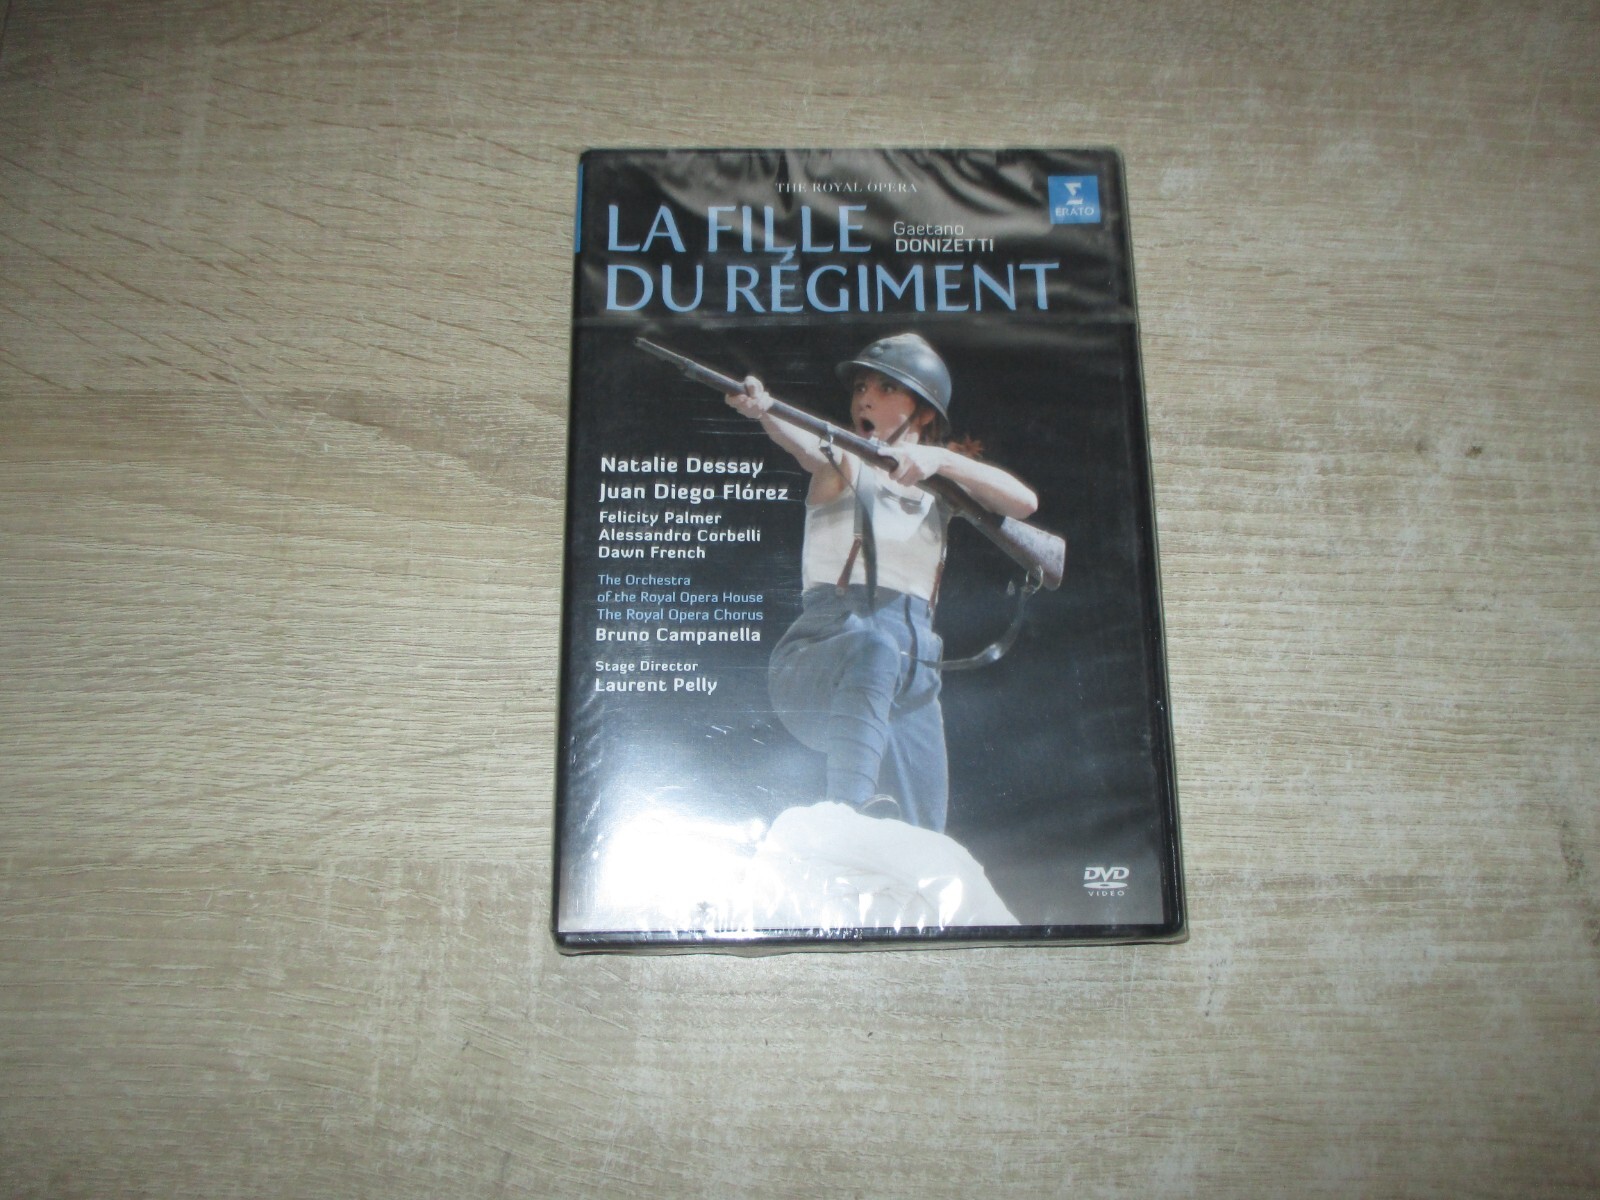 THE ROYAL OPERA
ERATO
LA FILLE
Gaetano
DONIZETTI
DU RÉGIMENT
Natalie Dessay
Juan Diego Flórez
Felicity Palmer
Alessandro Corbelli
Dawn French
The Orchestra
of the Royal Opera House
The Royal Opera Chorus
Bruno Campanella
Stage Director
Laurent Pelly
DVD
VIDEO